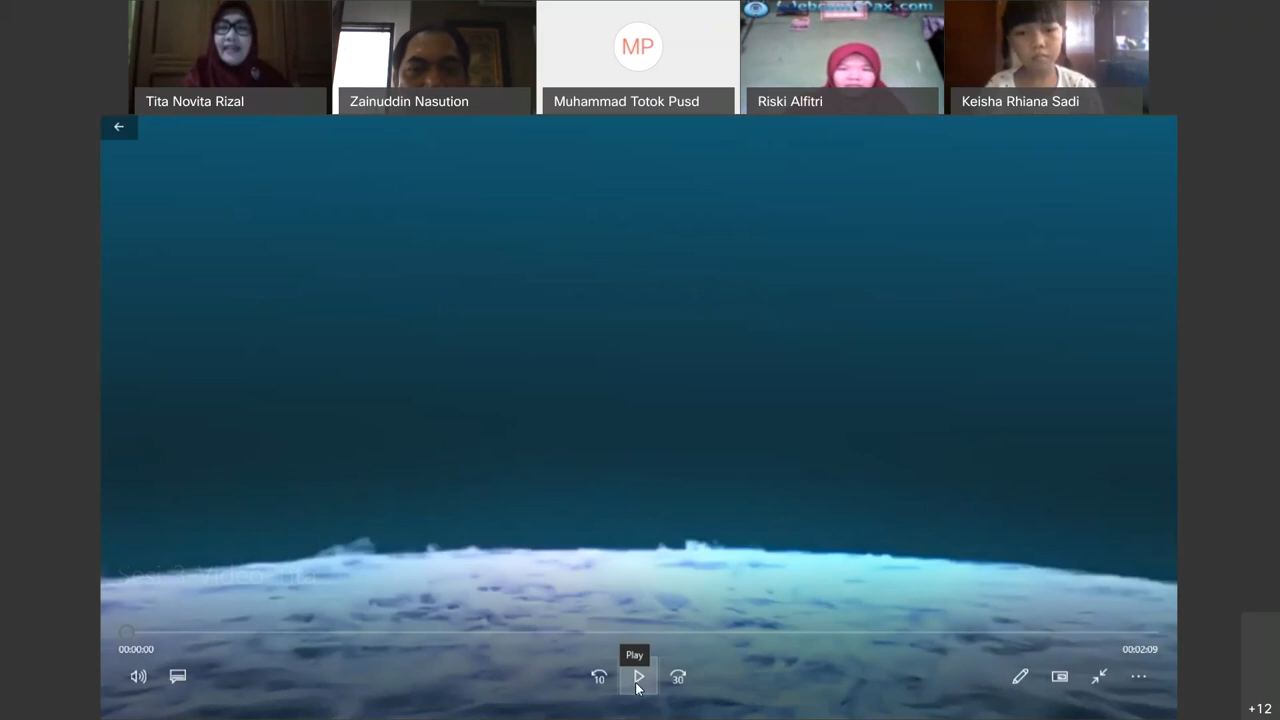 Tita Novita Rizal
Zainuddin Nasution
MP
Muhammad Totok Pusd
Riski Alfitri
Keisha Rhiana Sadi
00:00:00
Play
00:02:09
10
30
+12